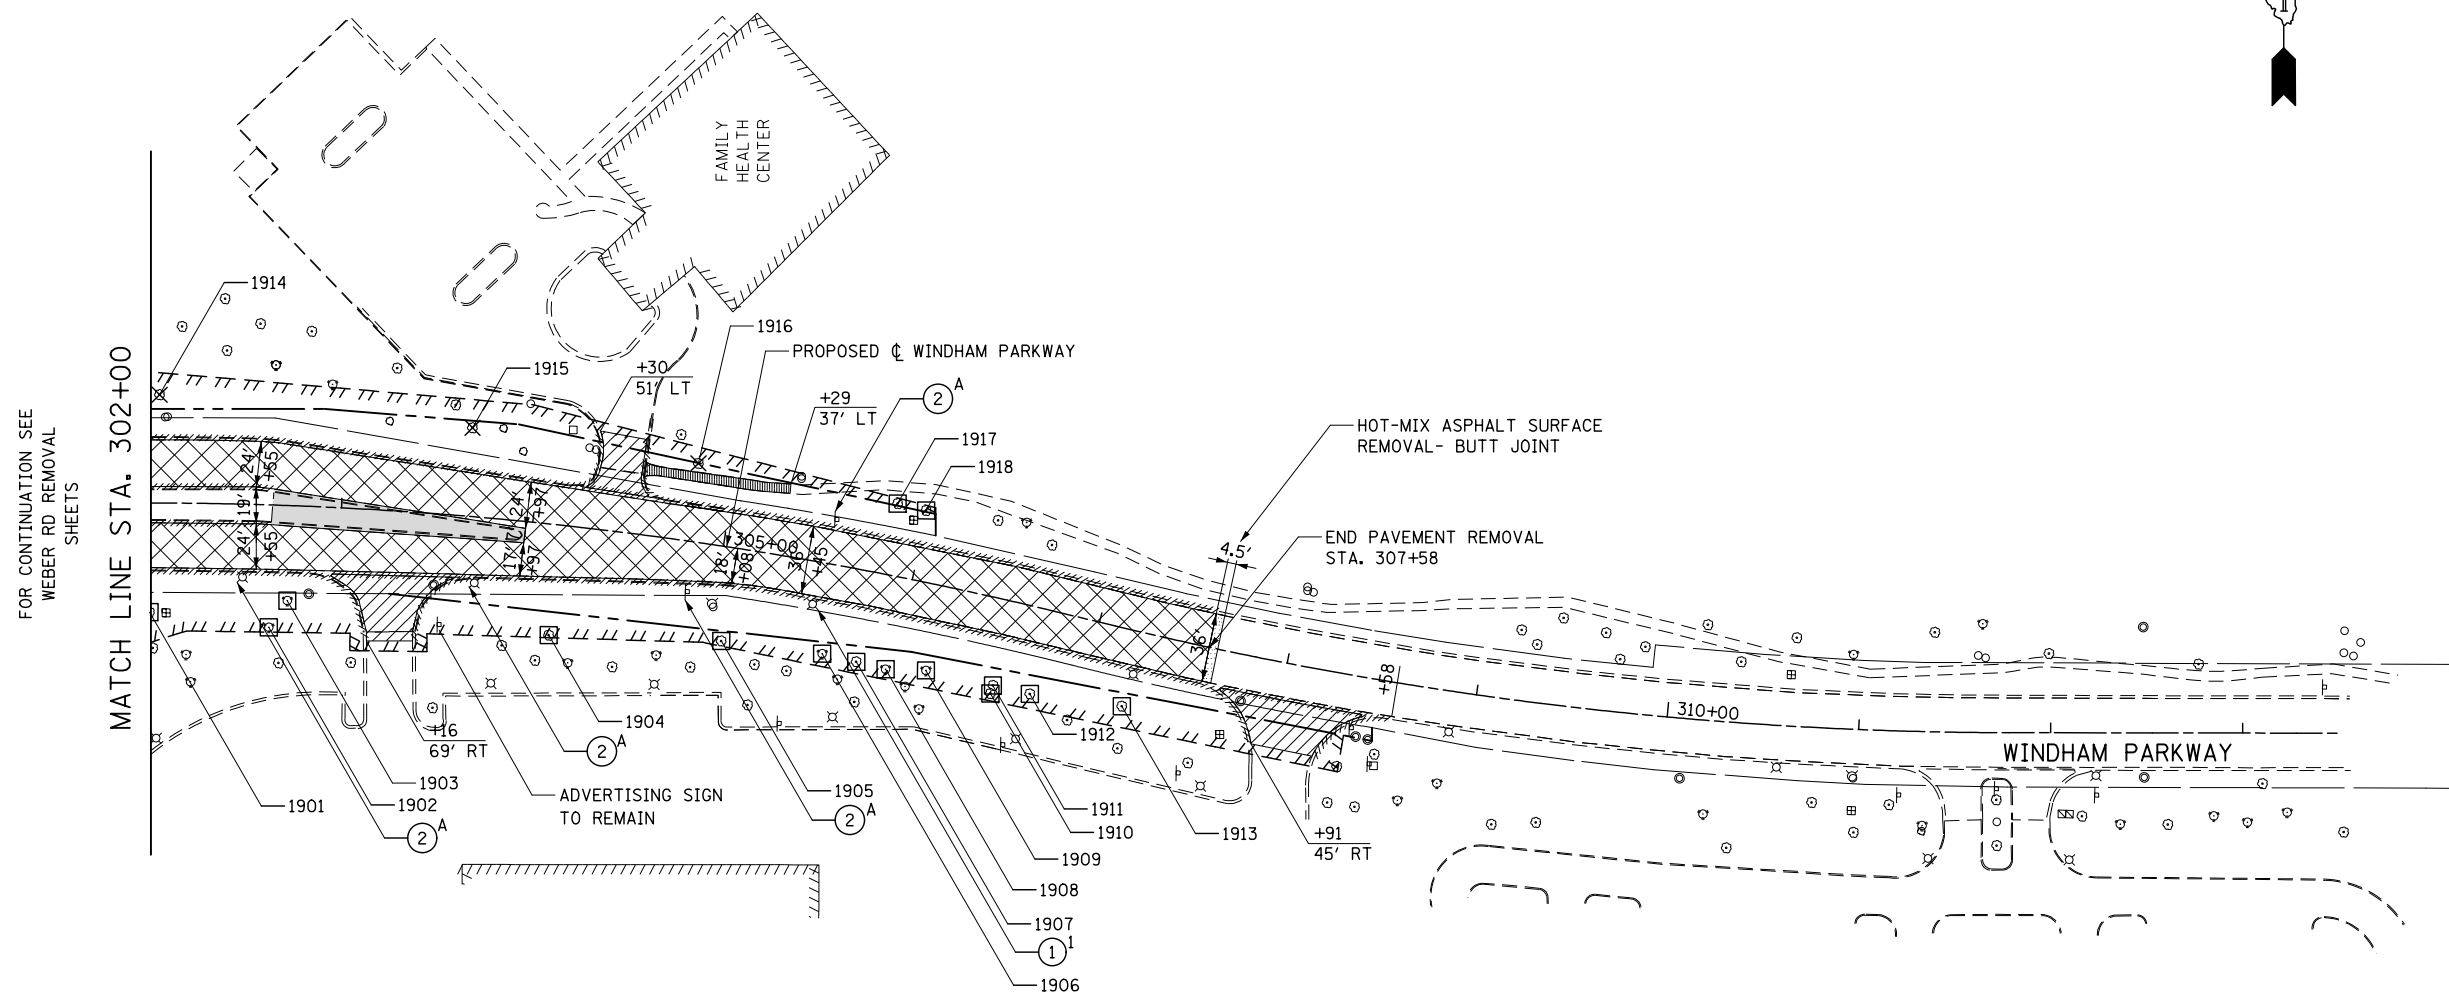 FAMILY
HEALTH
CENTER
1914
1916
PROPOSED ℄ WINDHAM PARKWAY
1915
+30
51' LT
+29
37' LT
2 A
1917
1918
HOT-MIX ASPHALT SURFACE
REMOVAL- BUTT JOINT
END PAVEMENT REMOVAL
STA. 307+58
4.5'
FOR CONTINUATION SEE
WEBER RD REMOVAL
SHEETS
MATCH LINE STA. 302+00
24'
+55
19'
24'
+55
24'
+97
17'
+97
305+00
18'
+08
36'
+45
36'
+58
310+00
WINDHAM PARKWAY
1904
1912
+16
69' RT
2 A
1903
1902
1901
2 A
ADVERTISING SIGN
TO REMAIN
1905
2 A
1911
1910
1913
+91
45' RT
1909
1908
1907
1 1
1906